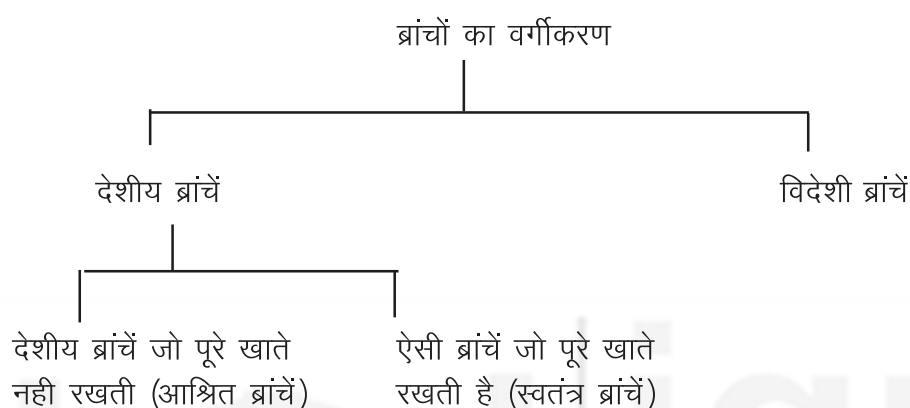 ब्रांचों का वर्गीकरण
देशीय ब्रांचें
विदेशी ब्रांचें
देशीय ब्रांचें जो पूरे खाते
नही रखती (आश्रित ब्रांचें)
ऐसी ब्रांचें जो पूरे खाते
रखती है (स्वतंत्र ब्रांचें)